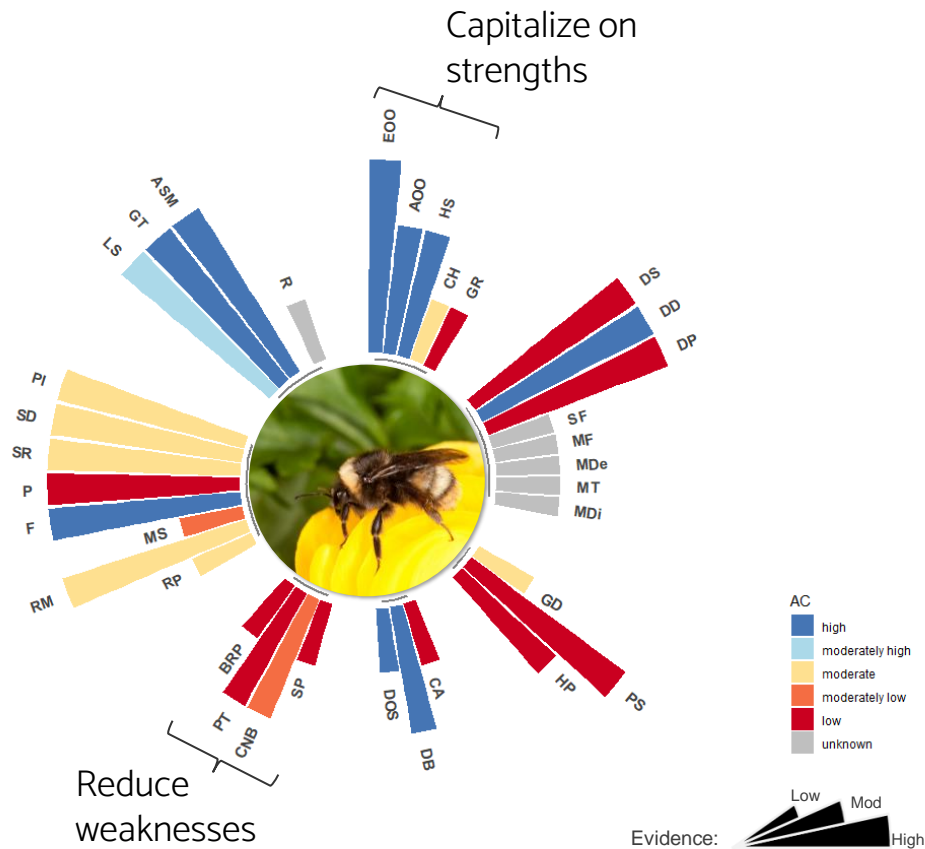 Capitalize on
strengths
EOO
AOO
HS
CH
GR
DS
DD
DP
SF
MF
MDe
MT
MDi
GD
PS
HP
CA
DB
DOS
SP
CNB
PT
BRP
RP
RM
MS
F
P
SR
SD
PI
LS
GT
ASM
R
Reduce
weaknesses
AC
high
moderately high
moderate
moderately low
low
unknown
Evidence:
Low
Mod
High